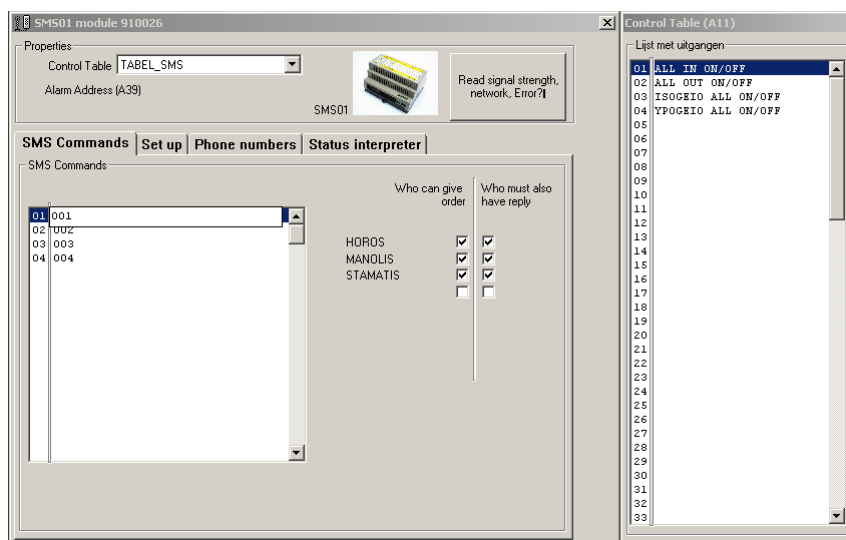 SMS01 module 910026
Properties
Control Table TABEL_SMS
Alarm Address (A39)
SMS01
Read signal strength,
network, Error?
SMS Commands Set up Phone numbers Status interpreter
SMS Commands
Who can give
order
Who must also
have reply
01 001
02 002
03 003
04 004
HOROS
MANOLIS
STAMATIS
Control Table (A11)
Lijst met uitgangen
01 ALL IN ON/OFF
02 ALL OUT ON/OFF
03 ISOGEIO ALL ON/OFF
04 YPOGEIO ALL ON/OFF
05
06
07
08
09
10
11
12
13
14
15
16
17
18
19
20
21
22
23
24
25
26
27
28
29
30
31
32
33